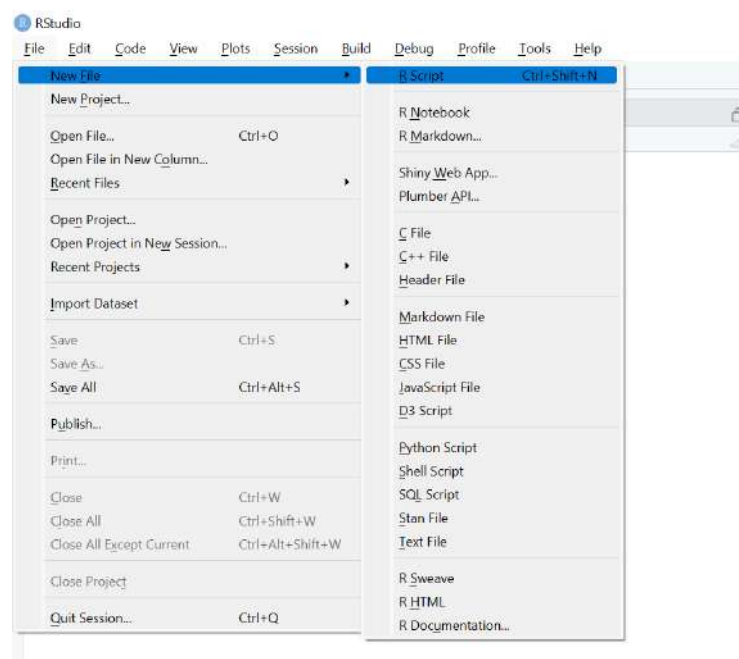 RStudio
File Edit Code View Plots Session Build Debug Profile Tools Help
New File
New Project...
Open File... Ctrl+O
Open File in New Column...
Recent Files
Open Project...
Open Project in New Session...
Recent Projects
Import Dataset
Save Ctrl+S
Save As...
Save All Ctrl+Alt+S
Publish...
Print...
Close Ctrl+W
Close All Ctrl+Shift+W
Close All Except Current Ctrl+Alt+Shift+W
Close Project
Quit Session... Ctrl+Q
R Script Ctrl+Shift+N
R Notebook
R Markdown...
Shiny Web App...
Plumber API...
C File
C++ File
Header File
Markdown File
HTML File
CSS File
JavaScript File
D3 Script
Python Script
Shell Script
SQL Script
Stan File
Text File
R Sweave
R HTML
R Documentation...